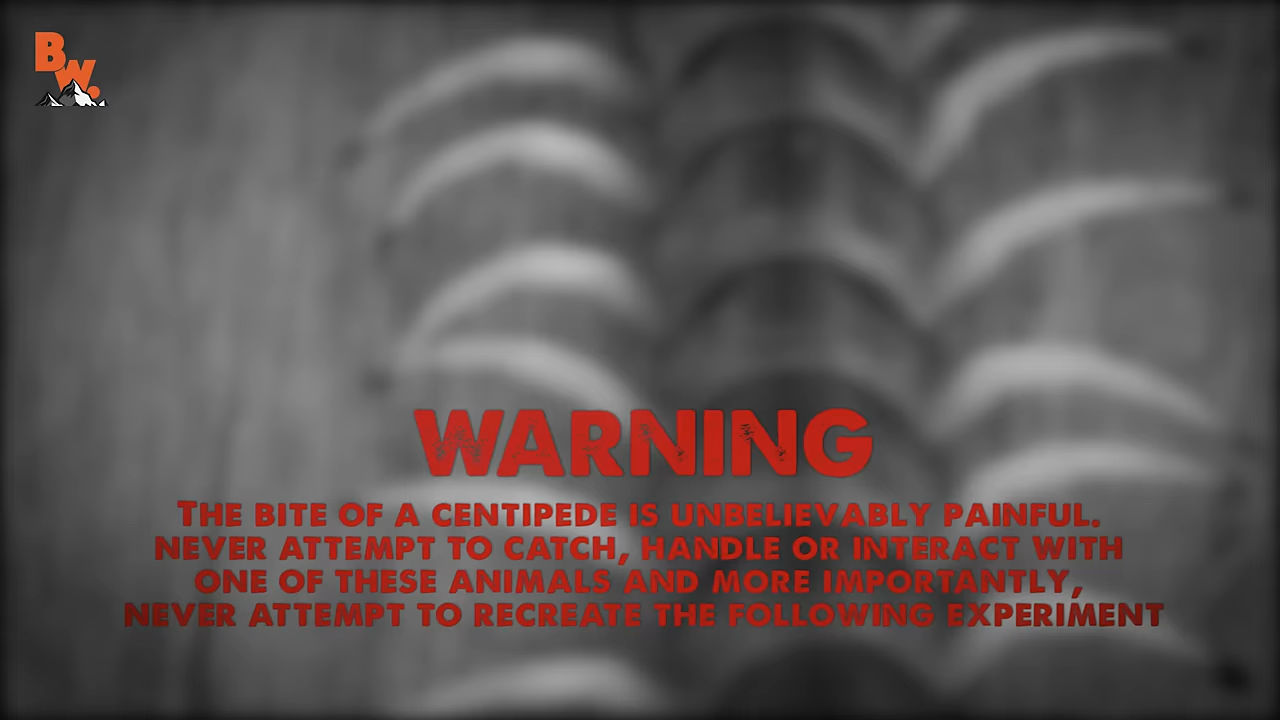 BW.
WARNING
THE BITE OF A CENTIPEDE IS UNBELIEVABLY PAINFUL.
NEVER ATTEMPT TO CATCH, HANDLE OR INTERACT WITH
ONE OF THESE ANIMALS AND MORE IMPORTANTLY,
NEVER ATTEMPT TO RECREATE THE FOLLOWING EXPERIMENT